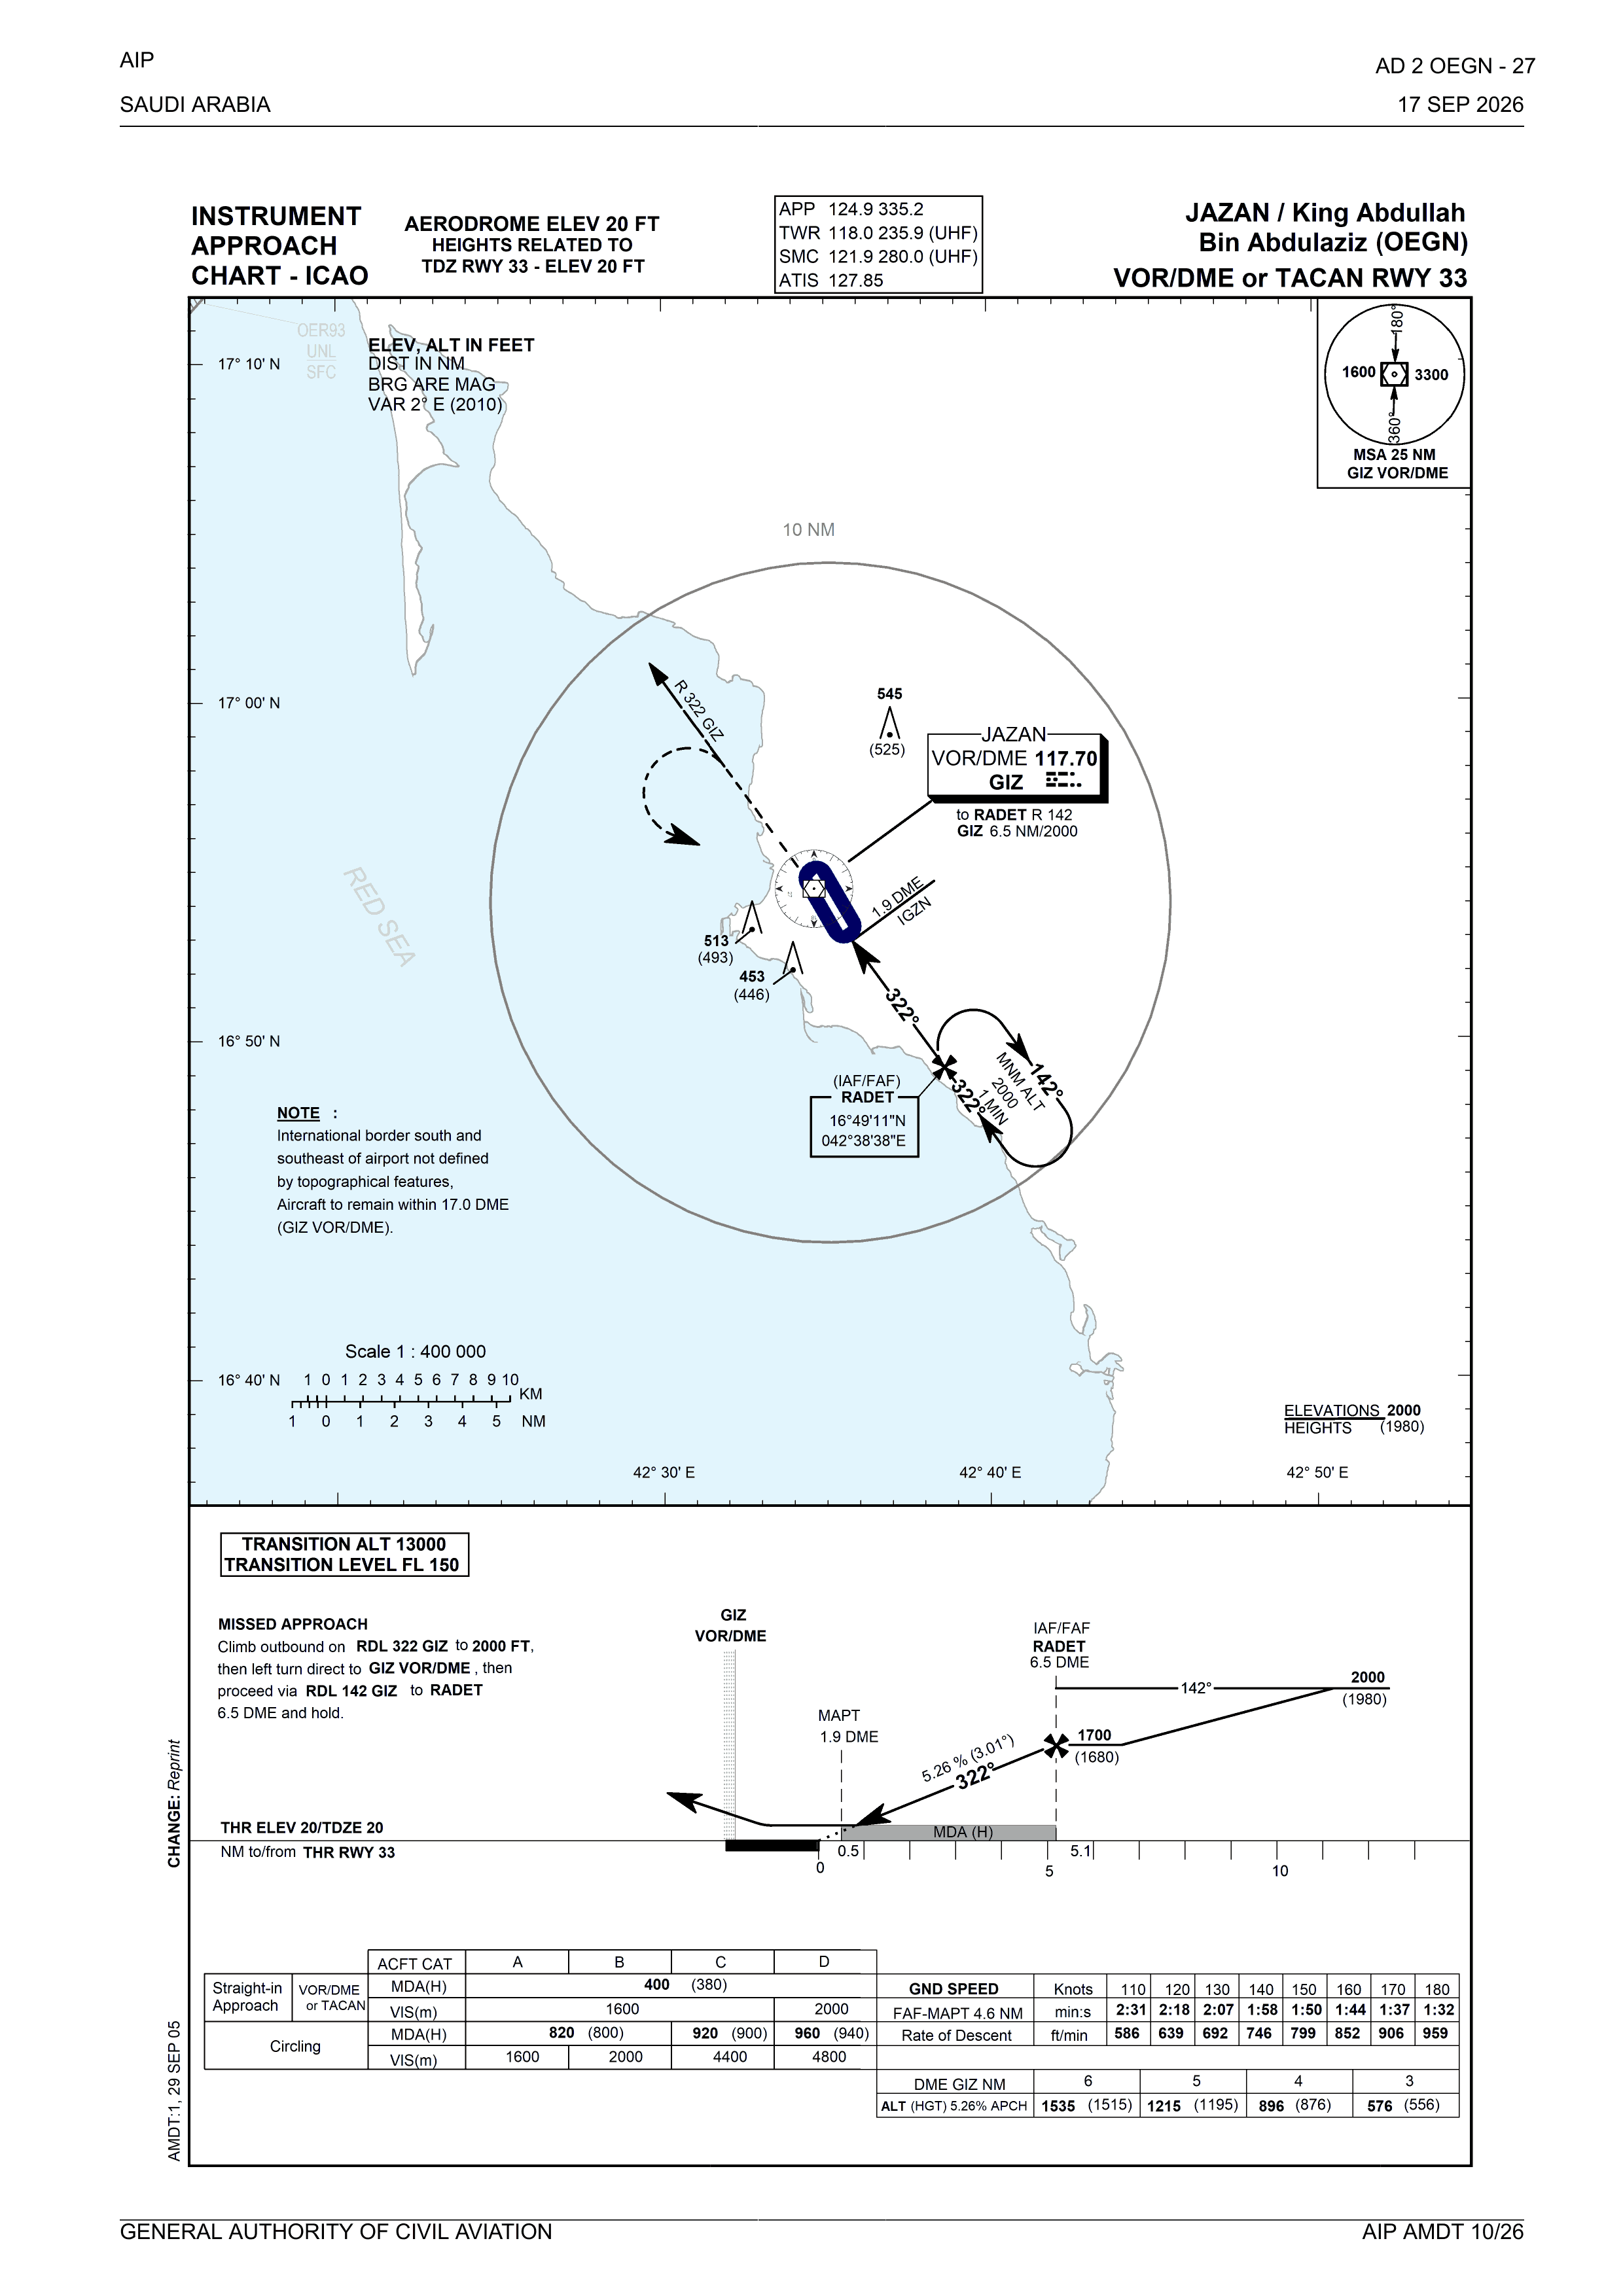 AIP
AD 2 OEGN - 27
SAUDI ARABIA
17 SEP 2026
INSTRUMENT
APPROACH
CHART - ICAO
AERODROME ELEV 20 FT
HEIGHTS RELATED TO
TDZ RWY 33 - ELEV 20 FT
APP 124.9 335.2
TWR 118.0 235.9 (UHF)
SMC 121.9 280.0 (UHF)
ATIS 127.85
JAZAN / King Abdullah
Bin Abdulaziz (OEGN)
VOR/DME or TACAN RWY 33
OER93
UNL
SFC
ELEV, ALT IN FEET
DIST IN NM
BRG ARE MAG
VAR 2° E (2010)
17° 10' N
180°
1600
3300
360°
MSA 25 NM
GIZ VOR/DME
10 NM
R 322 GIZ
17° 00' N
545
(525)
JAZAN
VOR/DME 117.70
GIZ
to RADET R 142
GIZ 6.5 NM/2000
1.9 DME
IGZN
RED SEA
513
(493)
453
(446)
322°
16° 50' N
142°
MNM ALT
2000
1 MIN
322°
(IAF/FAF)
RADET
16°49'11"N
042°38'38"E
NOTE :
International border south and
southeast of airport not defined
by topographical features,
Aircraft to remain within 17.0 DME
(GIZ VOR/DME).
Scale 1 : 400 000
16° 40' N
1 0 1 2 3 4 5 6 7 8 9 10
KM
1 0 1 2 3 4 5 NM
ELEVATIONS 2000
HEIGHTS (1980)
42° 30' E
42° 40' E
42° 50' E
TRANSITION ALT 13000
TRANSITION LEVEL FL 150
MISSED APPROACH
Climb outbound on RDL 322 GIZ to 2000 FT,
then left turn direct to GIZ VOR/DME , then
proceed via RDL 142 GIZ to RADET
6.5 DME and hold.
GIZ
VOR/DME
IAF/FAF
RADET
6.5 DME
142°
2000
(1980)
MAPT
1.9 DME
1700
(1680)
5.26 % (3.01°)
322°
MDA (H)
THR ELEV 20/TDZE 20
NM to/from THR RWY 33
0.5
5.1
0
5
10
CHANGE: Reprint
AMDT:1, 29 SEP 05
ACFT CAT A B C D
Straight-in
Approach
VOR/DME
or TACAN
MDA(H) 400 (380)
VIS(m) 1600 2000
Circling
MDA(H) 820 (800) 920 (900) 960 (940)
VIS(m) 1600 2000 4400 4800
GND SPEED Knots 110 120 130 140 150 160 170 180
FAF-MAPT 4.6 NM min:s 2:31 2:18 2:07 1:58 1:50 1:44 1:37 1:32
Rate of Descent ft/min 586 639 692 746 799 852 906 959
DME GIZ NM 6 5 4 3
ALT (HGT) 5.26% APCH 1535 (1515) 1215 (1195) 896 (876) 576 (556)
GENERAL AUTHORITY OF CIVIL AVIATION
AIP AMDT 10/26